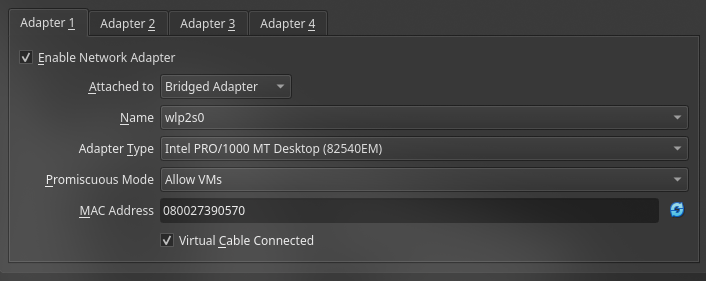 Adapter 1 Adapter 2 Adapter 3 Adapter 4
Enable Network Adapter
Attached to Bridged Adapter
Name wlp2s0
Adapter Type Intel PRO/1000 MT Desktop (82540EM)
Promiscuous Mode Allow VMs
MAC Address 080027390570
Virtual Cable Connected